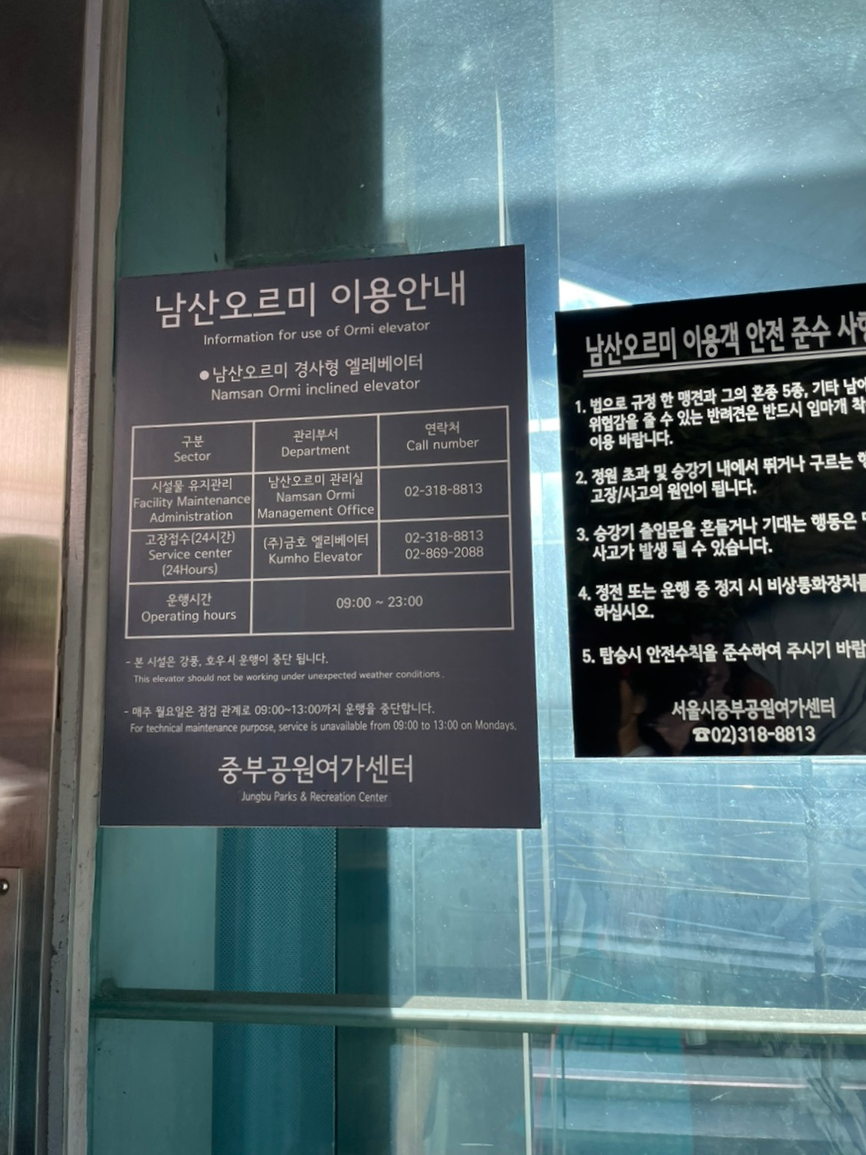 남산오르미 이용안내
Information for use of Ormi elevator
●남산오르미 경사형 엘레베이터
Namsan Ormi inclined elevator
구분
Sector
관리부서
Department
연락처
Call number
시설물 유지관리
Facility Maintenance
Administration
남산오르미 관리실
Namsan Ormi
Management Office
02-318-8813
고장접수(24시간)
Service center
(24Hours)
(주)금호 엘리베이터
Kumho Elevator
02-318-8813
02-869-2088
운행시간
Operating hours
09:00 ~ 23:00
- 본 시설은 강풍, 호우시 운행이 중단 됩니다.
This elevator should not be working under unexpected weather conditions.
- 매주 월요일은 점검 관계로 09:00~13:00까지 운행을 중단합니다.
For technical maintenance purpose, service is unavailable from 09:00 to 13:00 on Mondays.
중부공원여가센터
Jungbu Parks & Recreation Center
남산오르미 이용객 안전 준수
1. 법으로 규정 한 맹견과 그의 혼종 5종, 기타
위험감을 줄 수 있는 반려견은 반드시 입마개
이용 바랍니다.
2. 정원 초과 및 승강기 내에서 뛰거나 구르는
고장/사고의 원인이 됩니다.
3. 승강기 출입문을 흔들거나 기대는 행동은
사고가 발생 될 수 있습니다.
4. 정전 또는 운행 중 정지 시 비상통화장치를
하십시오.
5. 탑승시 안전수칙을 준수하여 주시기
서울시중부공원여가센터
☎02)318-8813